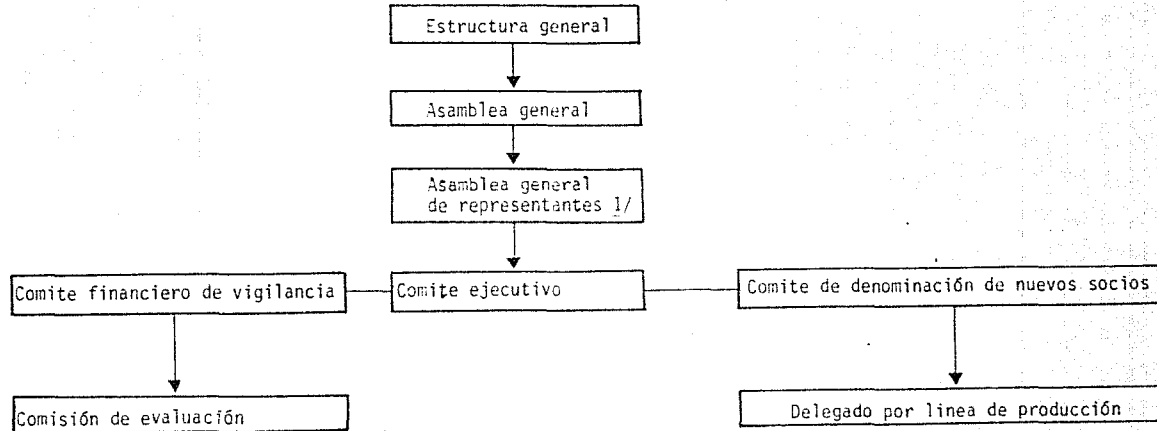 Estructura general
Asamblea general
Asamblea general
de representantes 1/
Comite financiero de vigilancia
Comite ejecutivo
Comite de denominación de nuevos socios
Comisión de evaluación
Delegado por linea de producción